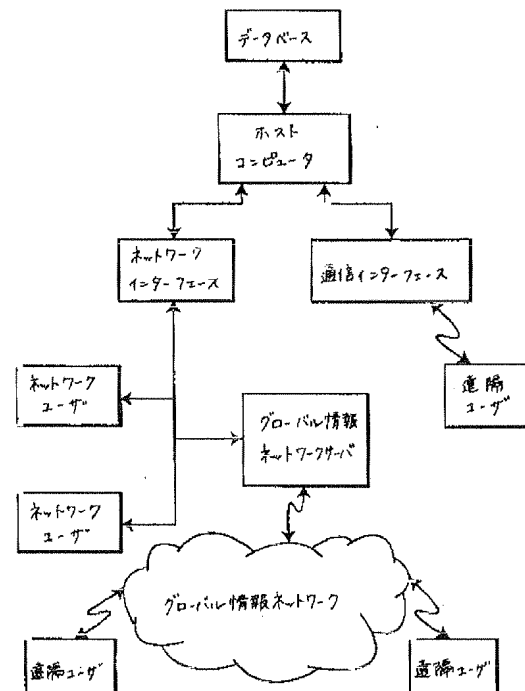 データベース
ホスト
コンピュータ
ネットワーク
インターフェース
通信インターフェース
ネットワーク
ユーザ
グローバル情報
ネットワークサーバ
遠隔
ユーザ
ネットワーク
ユーザ
グローバル情報ネットワーク
遠隔ユーザ
遠隔ユーザ